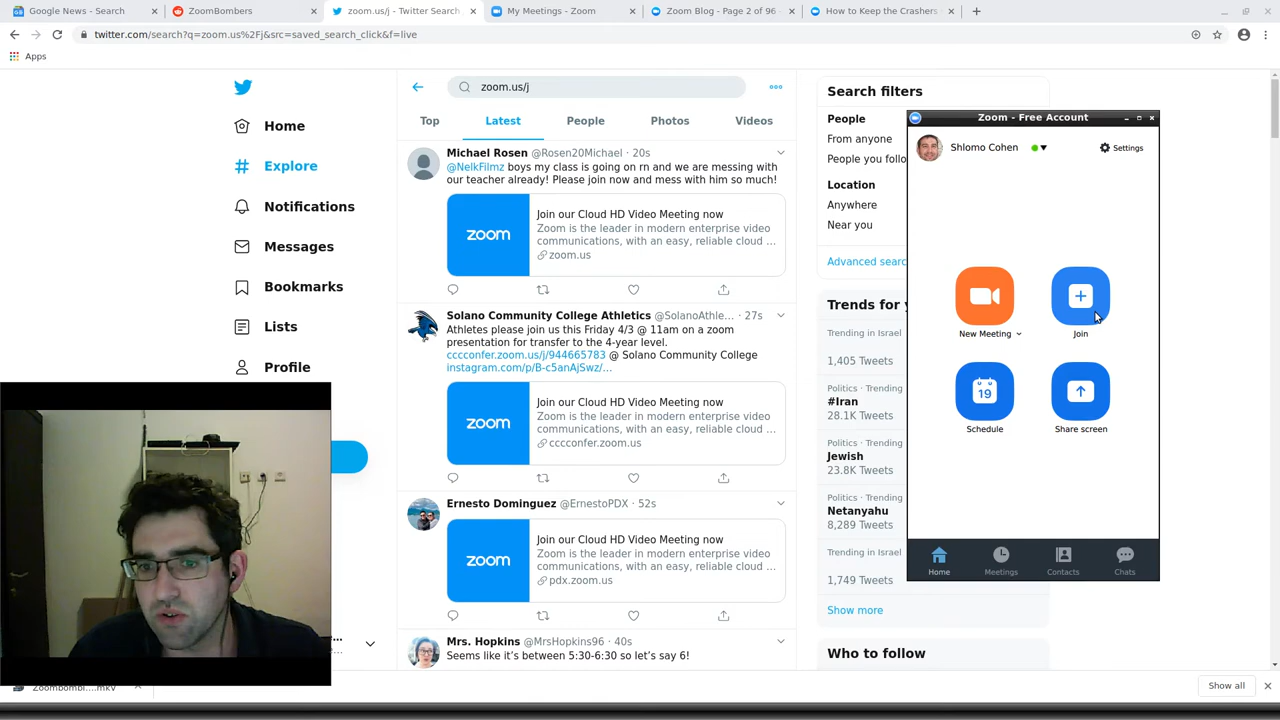 Google News - Search
ZoomBombers
zoom.us/j - Twitter Search
My Meetings - Zoom
Zoom Blog - Page 2 of 96
How to Keep the Crashers
twitter.com/search?q=zoom.us%2Fj&src=saved_search_click&f=live
Apps
Home
Explore
Notifications
Messages
Bookmarks
Lists
Profile
zoom.us/j
Top
Latest
People
Photos
Videos
Michael Rosen @Rosen20Michael · 20s
@NelkFilmz boys my class is going on rn and we are messing with
our teacher already! Please join now and mess with him so much!
zoom
Join our Cloud HD Video Meeting now
Zoom is the leader in modern enterprise video
communications, with an easy, reliable cloud ...
zoom.us
Solano Community College Athletics @SolanoAthle... · 27s
Athletes please join us this Friday 4/3 @ 11am on a zoom
presentation for transfer to the 4-year level.
cccconfer.zoom.us/j/944665783 @ Solano Community College
instagram.com/p/B-c5anAjSwz/...
zoom
Join our Cloud HD Video Meeting now
Zoom is the leader in modern enterprise video
communications, with an easy, reliable cloud ...
cccconfer.zoom.us
Ernesto Dominguez @ErnestoPDX · 52s
zoom
Join our Cloud HD Video Meeting now
Zoom is the leader in modern enterprise video
communications, with an easy, reliable cloud ...
pdx.zoom.us
Mrs. Hopkins @MrsHopkins96 · 40s
Seems like it's between 5:30-6:30 so let's say 6!
Search filters
People
From anyone
People you follo
Location
Anywhere
Near you
Advanced searc
Trends for y
Trending in Israel
1,405 Tweets
Politics · Trending
#Iran
28.1K Tweets
Politics · Trending
Jewish
23.8K Tweets
Politics · Trending
Netanyahu
8,289 Tweets
Trending in Israel
1,749 Tweets
Show more
Who to follow
Zoom - Free Account
Shlomo Cohen
Settings
New Meeting
Join
19
Schedule
Share screen
Home
Meetings
Contacts
Chats
Zoombombi....mkv
Show all